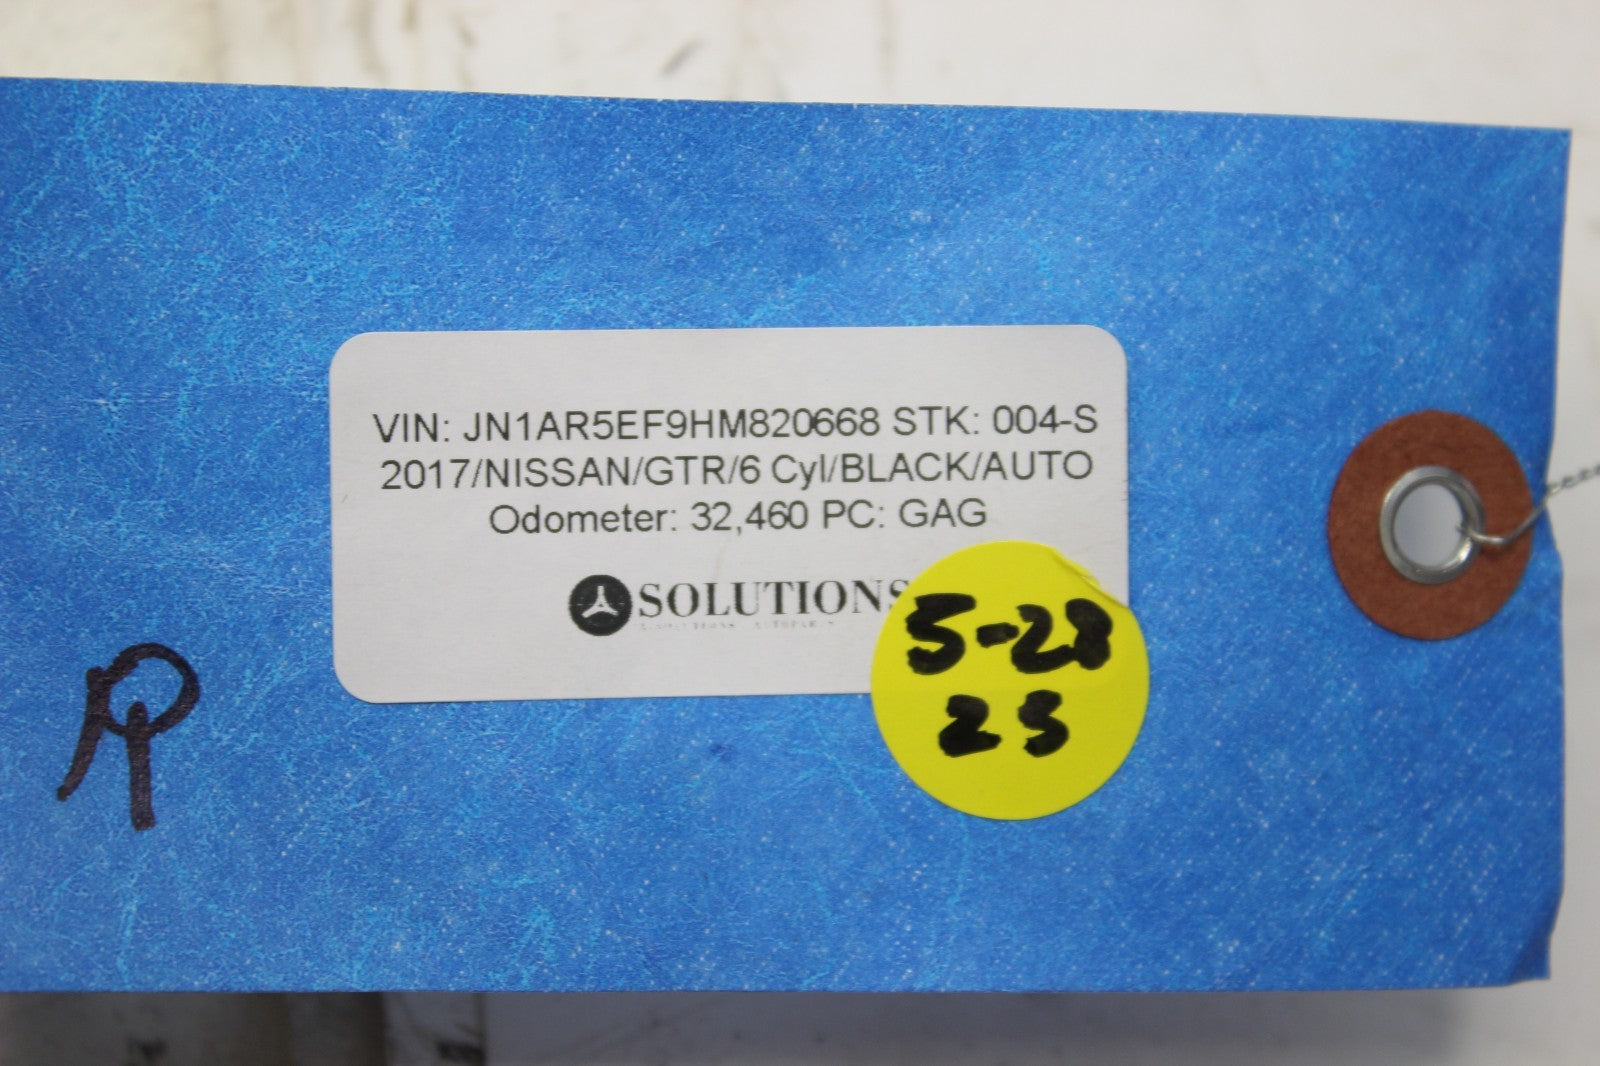 VIN: JN1AR5EF9HM820668 STK: 004-S
2017/NISSAN/GTR/6 Cyl/BLACK/AUTO
Odometer: 32,460 PC: GAG
SOLUTIONS
5-23
23